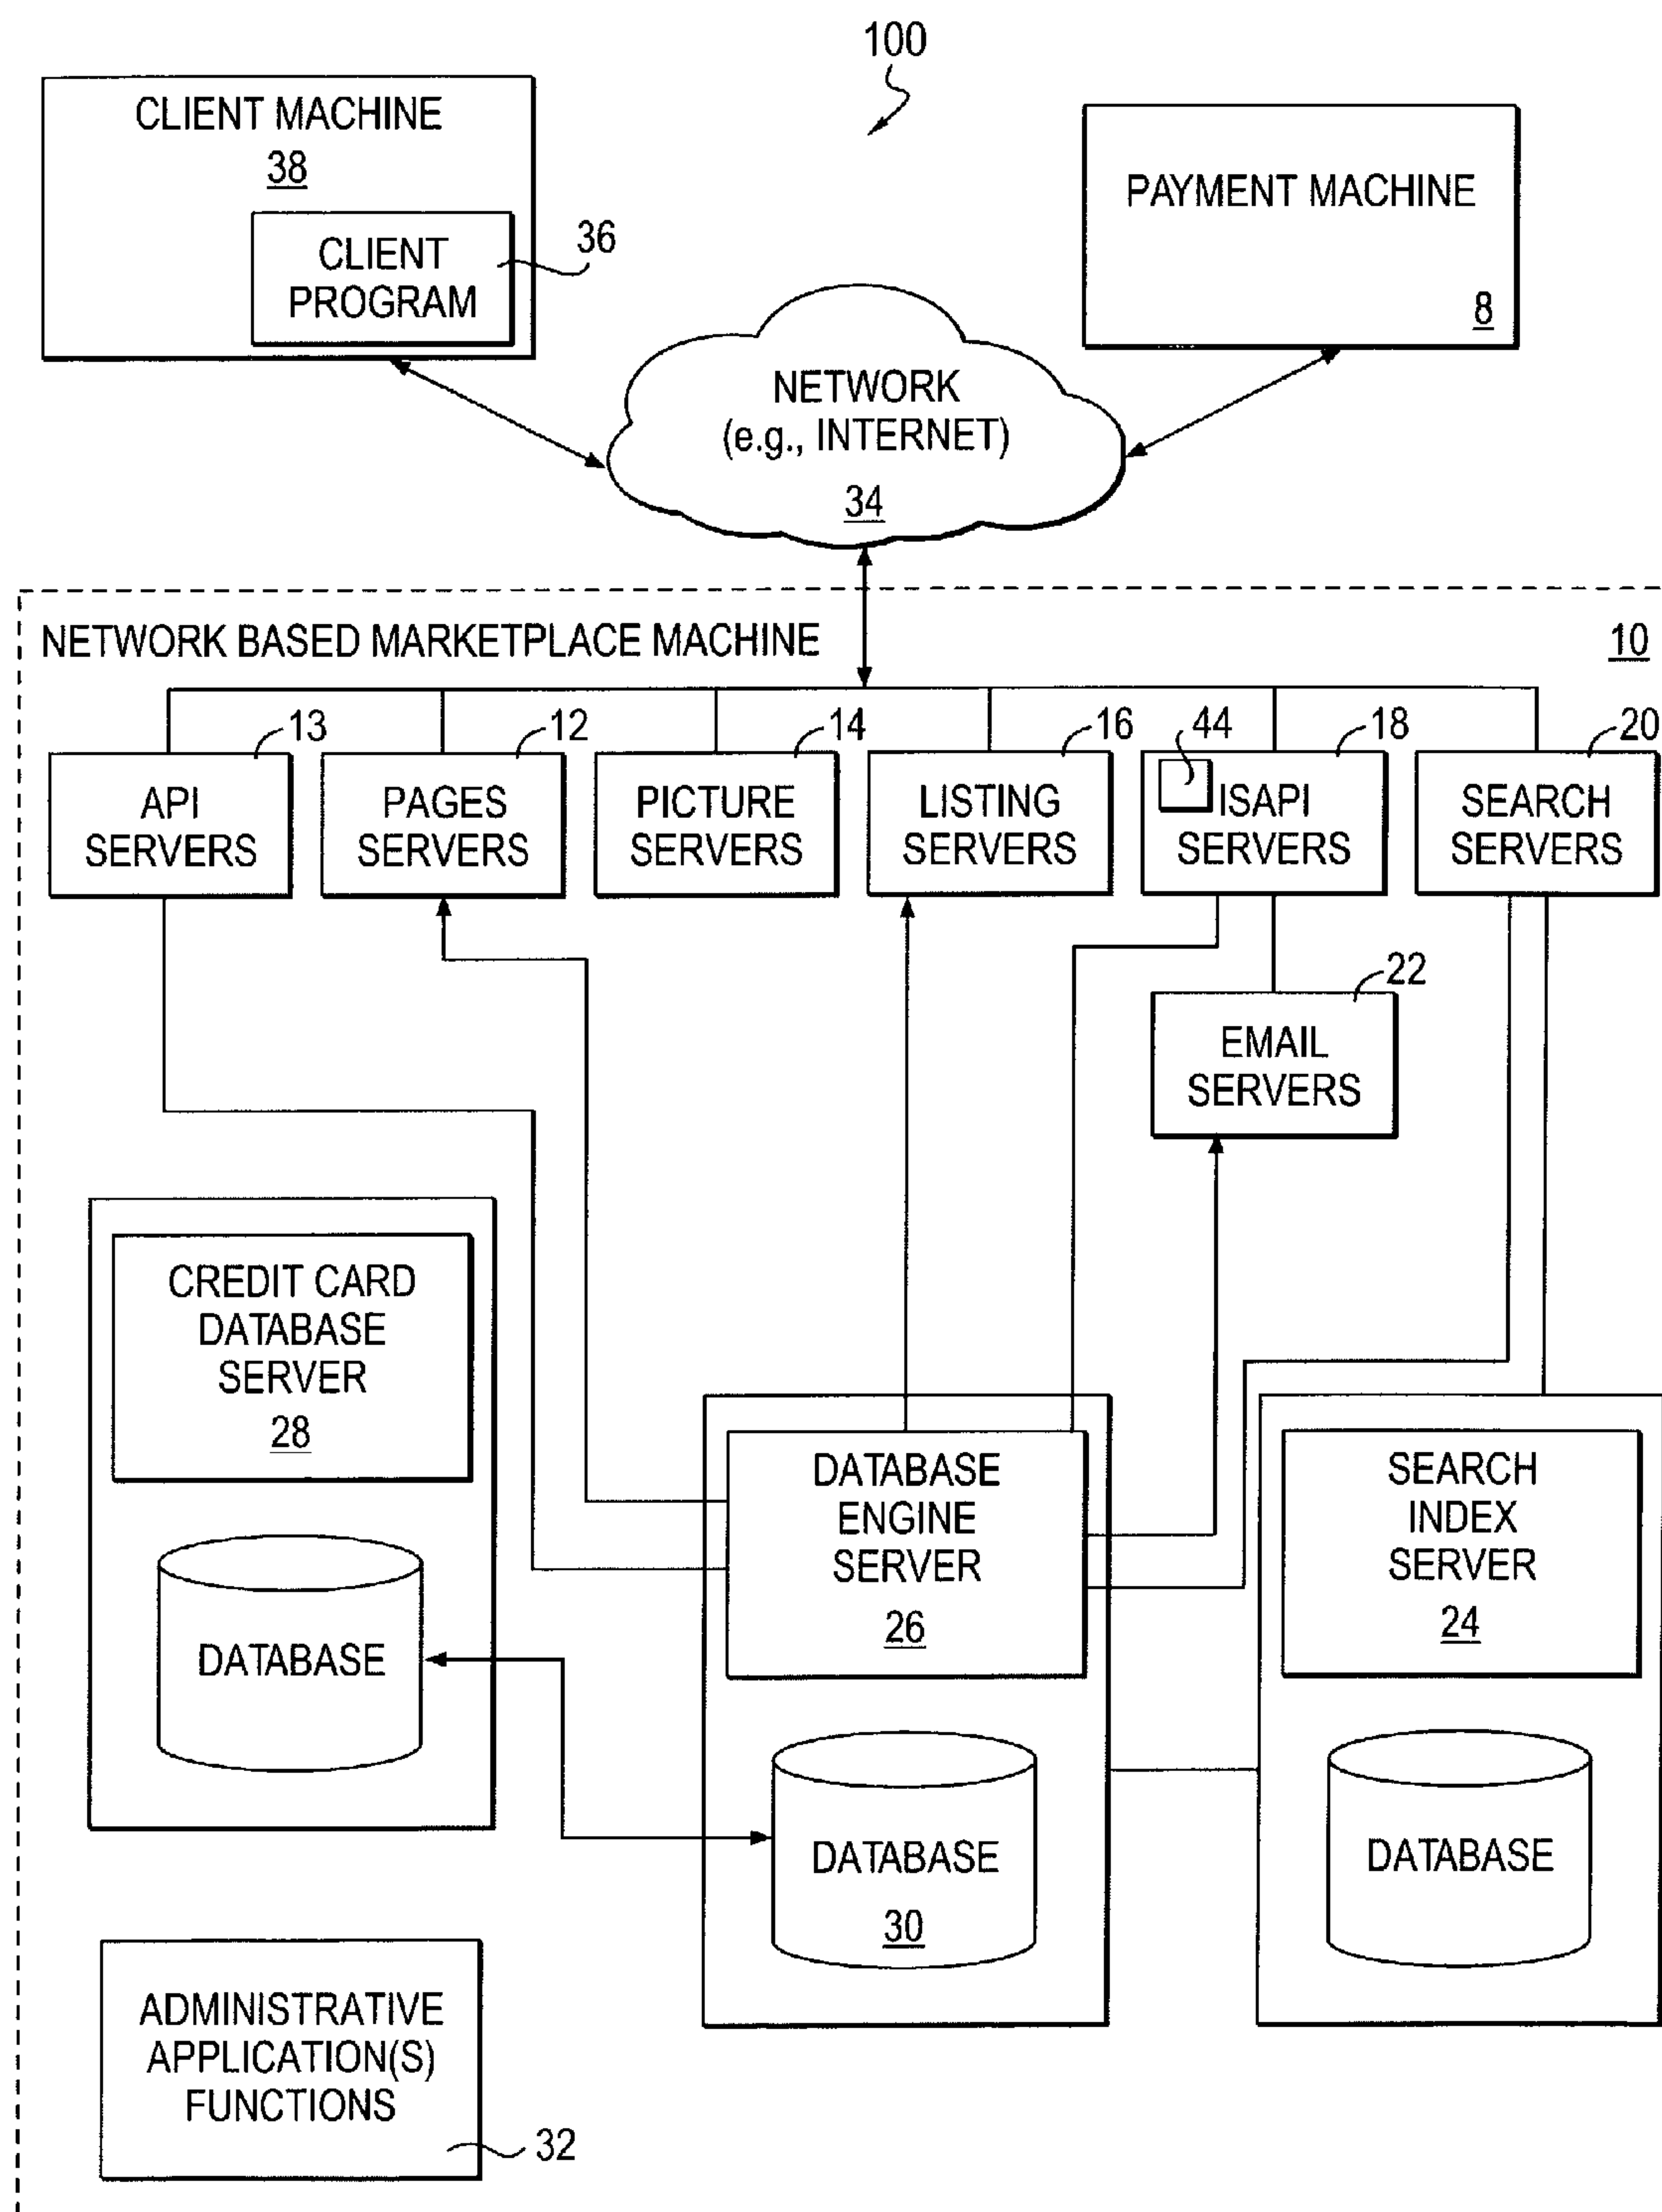 100
CLIENT MACHINE
38
CLIENT
PROGRAM
36
PAYMENT MACHINE
8
NETWORK
(e.g., INTERNET)
34
NETWORK BASED MARKETPLACE MACHINE
10
13
API
SERVERS
12
PAGES
SERVERS
14
PICTURE
SERVERS
16
LISTING
SERVERS
44
18
ISAPI
SERVERS
20
SEARCH
SERVERS
22
EMAIL
SERVERS
CREDIT CARD
DATABASE
SERVER
28
DATABASE
DATABASE
ENGINE
SERVER
26
DATABASE
30
SEARCH
INDEX
SERVER
24
DATABASE
ADMINISTRATIVE
APPLICATION(S)
FUNCTIONS
32